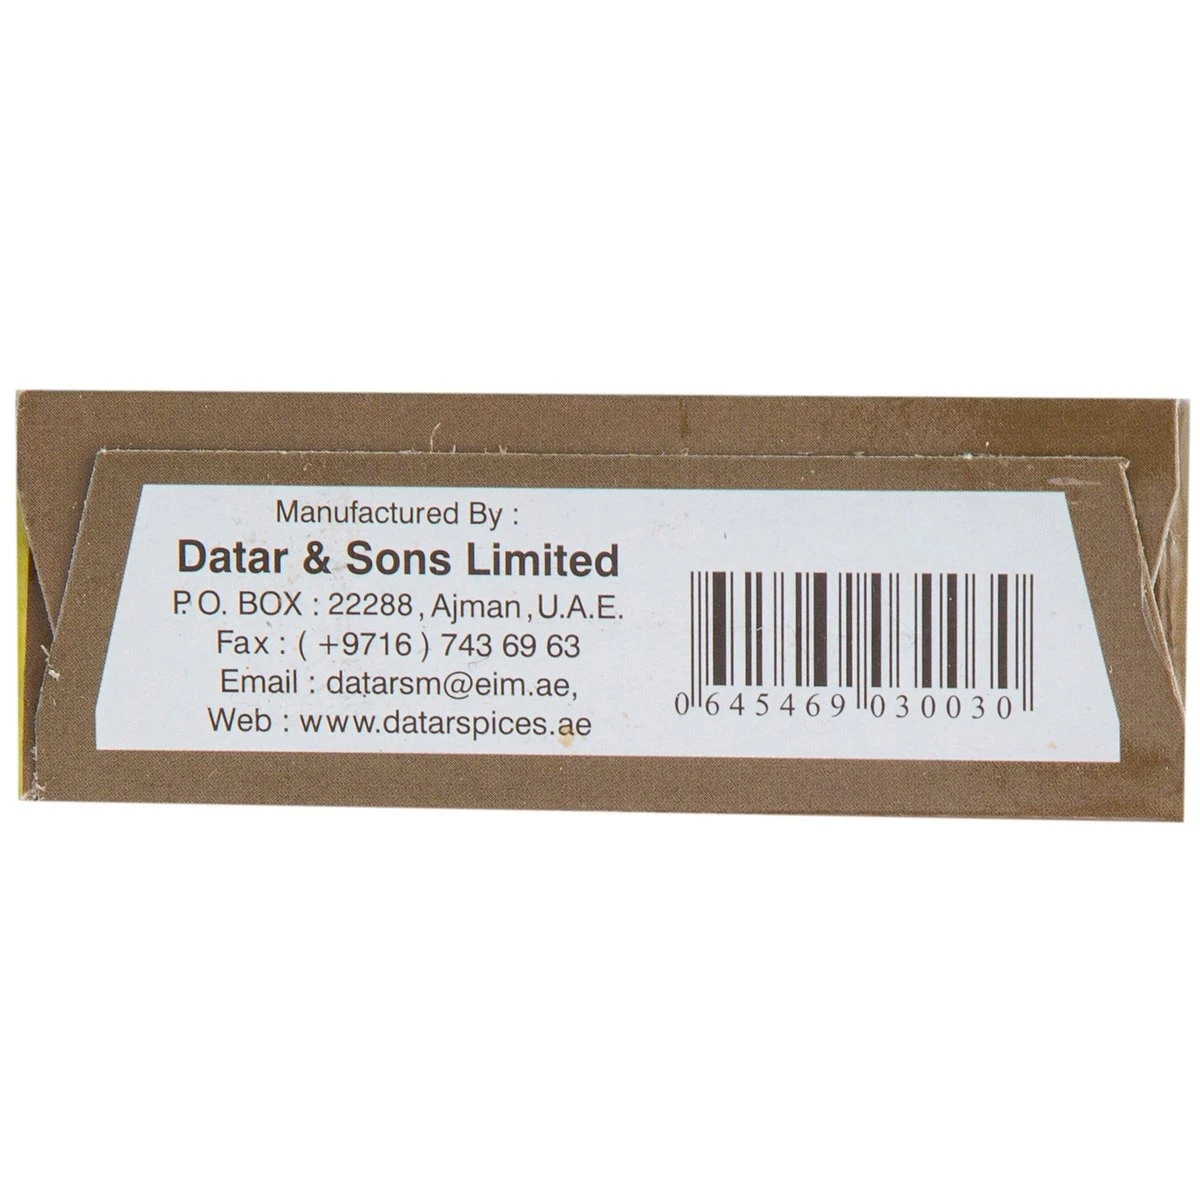 Manufactured By :
Datar & Sons Limited
P.O. BOX : 22288, Ajman, U.A.E.
Fax : ( +9716 ) 743 69 63
Email : datarsm@eim.ae,
Web : www.datarspices.ae
0 645469 030030